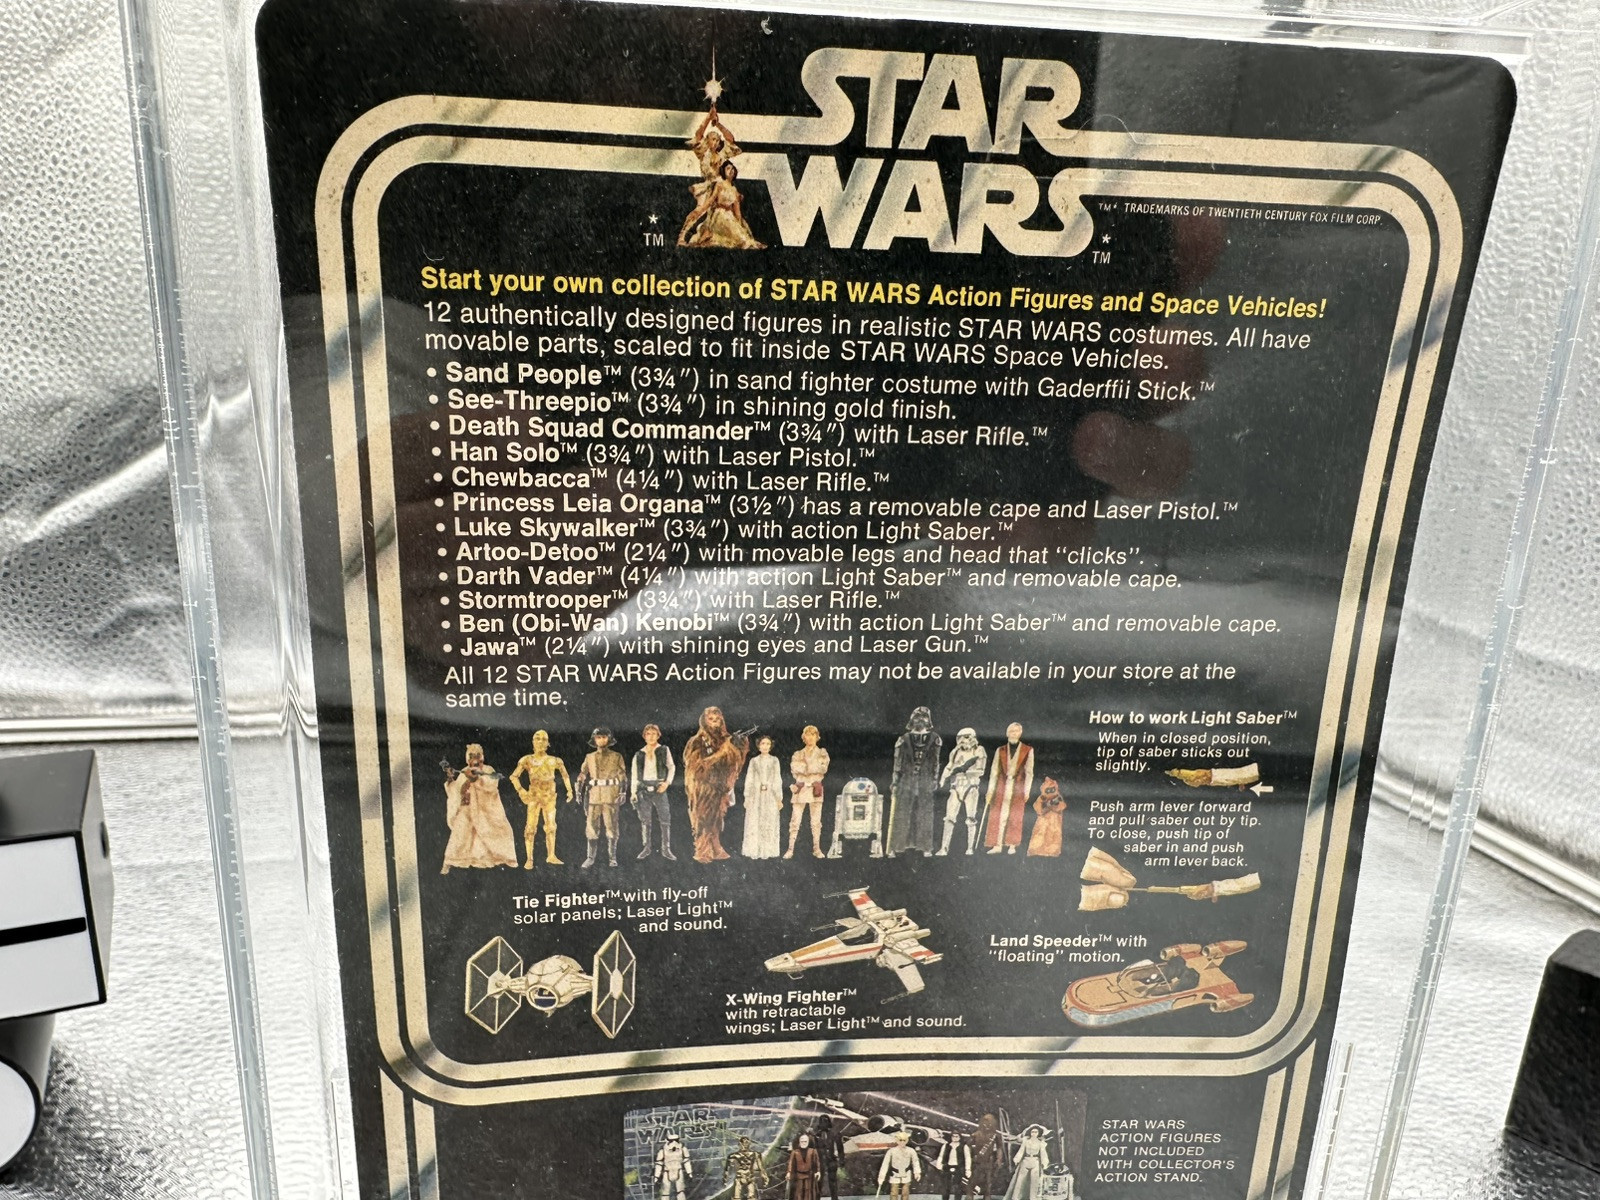 STAR
WARS
*
TM
*
TM
TM* TRADEMARKS OF TWENTIETH CENTURY FOX FILM CORP.
Start your own collection of STAR WARS Action Figures and Space Vehicles!
12 authentically designed figures in realistic STAR WARS costumes. All have
movable parts, scaled to fit inside STAR WARS Space Vehicles.
• Sand People™ (3¾") in sand fighter costume with Gaderffii Stick.™
• See-Threepio™ (3¾") in shining gold finish.
• Death Squad Commander™ (3¾") with Laser Rifle.™
• Han Solo™ (3¾") with Laser Pistol.™
• Chewbacca™ (4¼") with Laser Rifle.™
• Princess Leia Organa™ (3½") has a removable cape and Laser Pistol.™
• Luke Skywalker™ (3¾") with action Light Saber.™
• Artoo-Detoo™ (2¼") with movable legs and head that "clicks".
• Darth Vader™ (4¼") with action Light Saber™ and removable cape.
• Stormtrooper™ (3¾") with Laser Rifle.™
• Ben (Obi-Wan) Kenobi™ (3¾") with action Light Saber™ and removable cape.
• Jawa™ (2¼") with shining eyes and Laser Gun.™
All 12 STAR WARS Action Figures may not be available in your store at the
same time.
How to work Light Saber™
When in closed position,
tip of saber sticks out
slightly.
Push arm lever forward
and pull saber out by tip.
To close, push tip of
saber in and push
arm lever back.
Tie Fighter™ with fly-off
solar panels; Laser Light™
and sound.
X-Wing Fighter™
with retractable
wings; Laser Light™ and sound.
Land Speeder™ with
"floating" motion.
STAR
WARS
STAR WARS
ACTION FIGURES
NOT INCLUDED
WITH COLLECTOR'S
ACTION STAND.